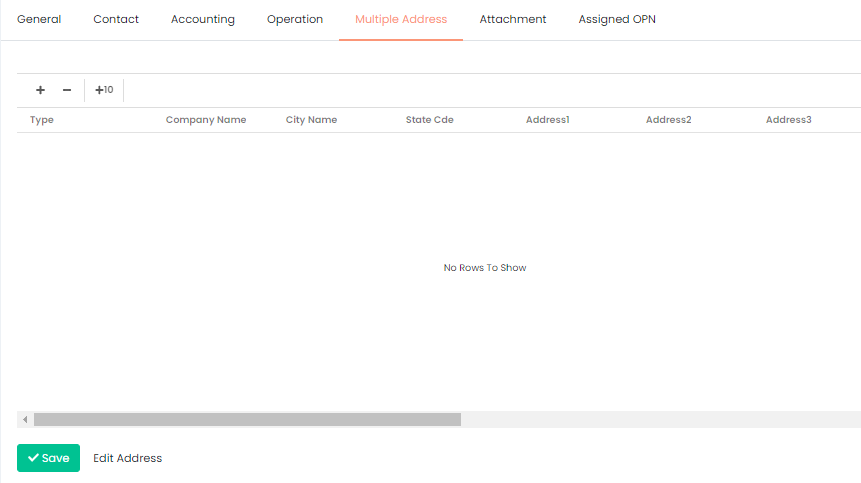 General Contact Accounting Operation Multiple Address Attachment Assigned OPN
+ − +10
Type Company Name City Name State Cde Address1 Address2 Address3
No Rows To Show
Save Edit Address